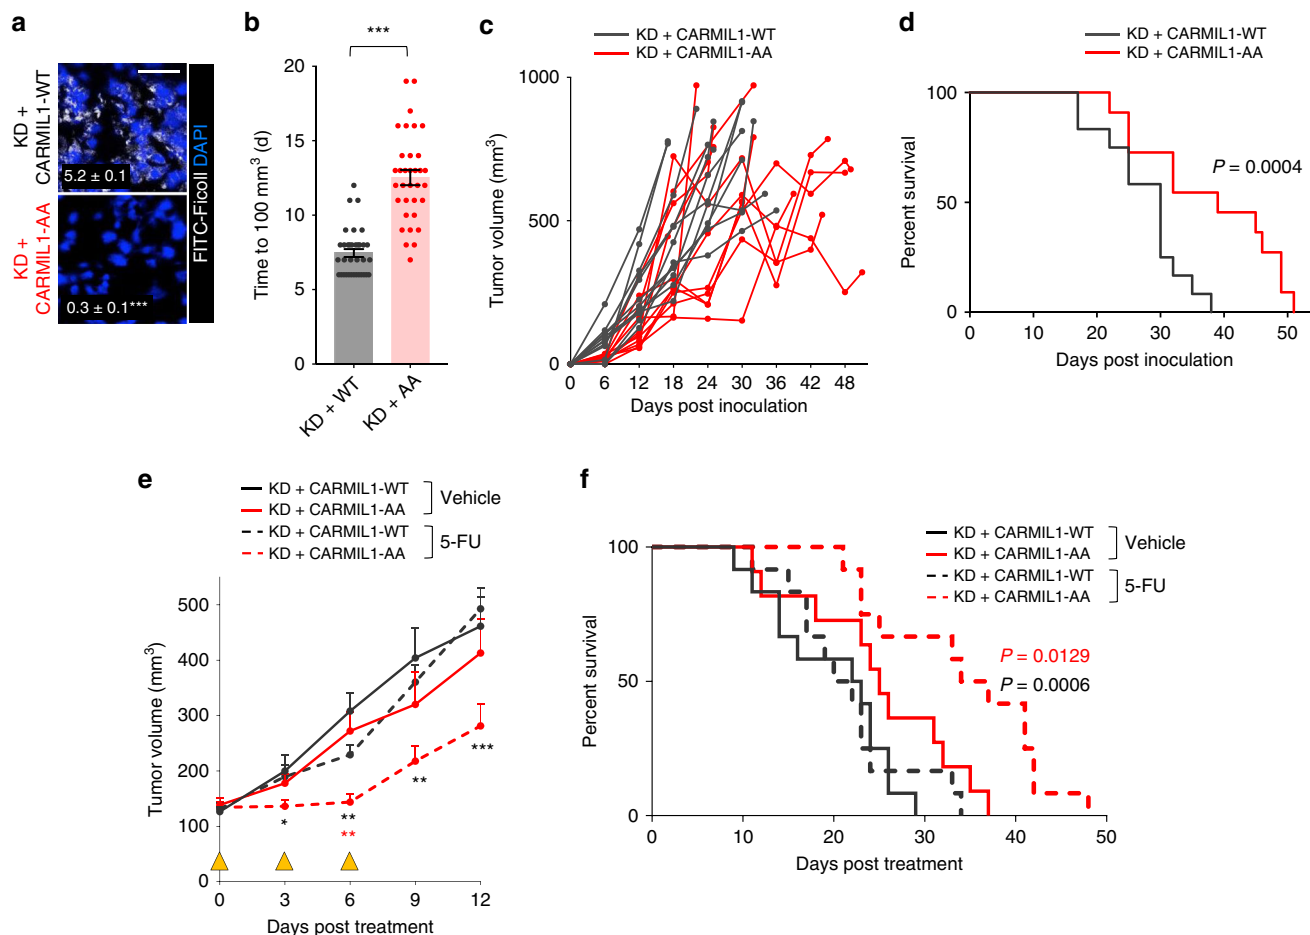 a
KD +
CARMIL1-WT
5.2 ± 0.1
KD +
CARMIL1-AA
0.3 ± 0.1***
FITC-Ficoll DAPI
b
***
Time to 100 mm³ (d)
20
15
10
5
0
KD + WT
KD + AA
c
KD + CARMIL1-WT
KD + CARMIL1-AA
Tumor volume (mm³)
1000
500
0
0 6 12 18 24 30 36 42 48
Days post inoculation
d
KD + CARMIL1-WT
KD + CARMIL1-AA
Percent survival
100
50
0
P = 0.0004
0 10 20 30 40 50
Days post inoculation
e
KD + CARMIL1-WT
KD + CARMIL1-AA
Vehicle
KD + CARMIL1-WT
KD + CARMIL1-AA
5-FU
Tumor volume (mm³)
500
400
300
200
100
0
*
**
**
**
***
0 3 6 9 12
Days post treatment
f
KD + CARMIL1-WT
KD + CARMIL1-AA
Vehicle
KD + CARMIL1-WT
KD + CARMIL1-AA
5-FU
Percent survival
100
50
0
P = 0.0129
P = 0.0006
0 10 20 30 40 50
Days post treatment